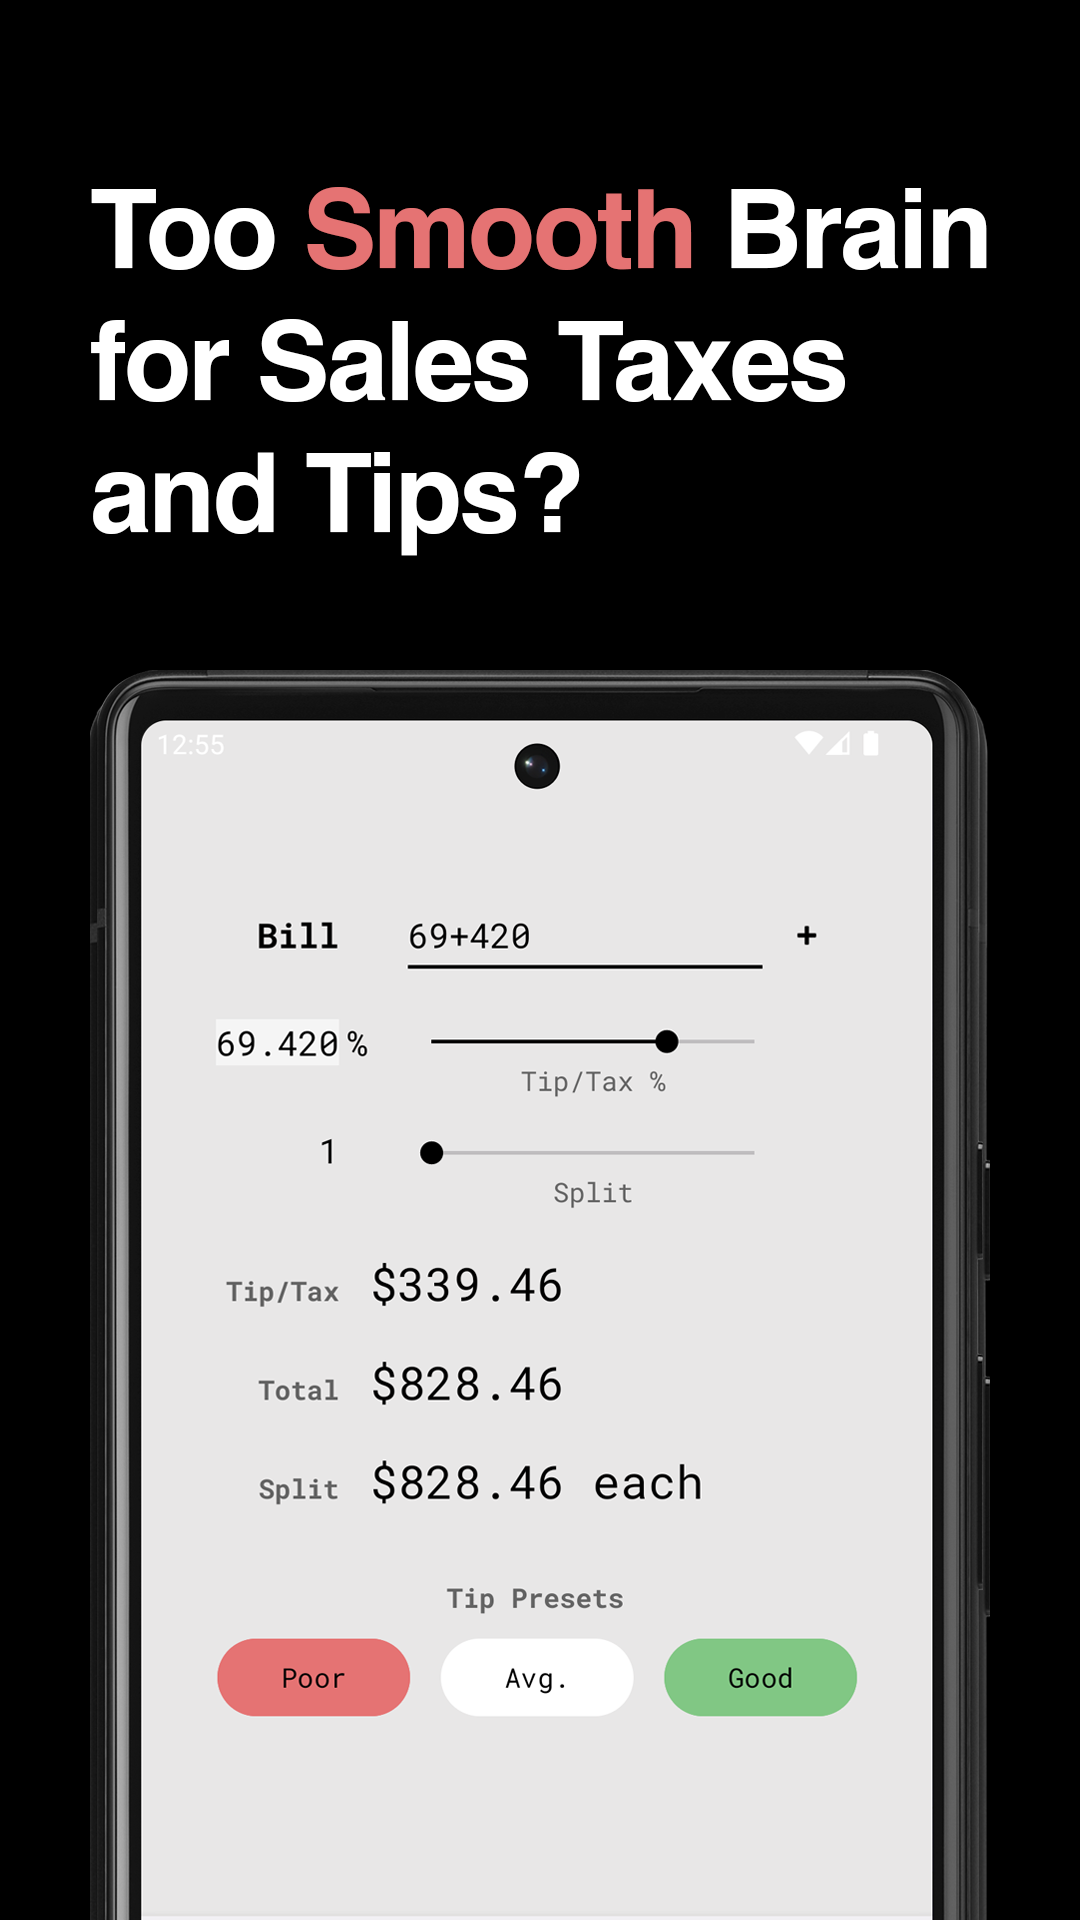 Too Smooth Brain
for Sales Taxes
and Tips?
12:55
Bill 69+420 +
69.420 %
Tip/Tax %
1
Split
Tip/Tax $339.46
Total $828.46
Split $828.46 each
Tip Presets
Poor Avg. Good